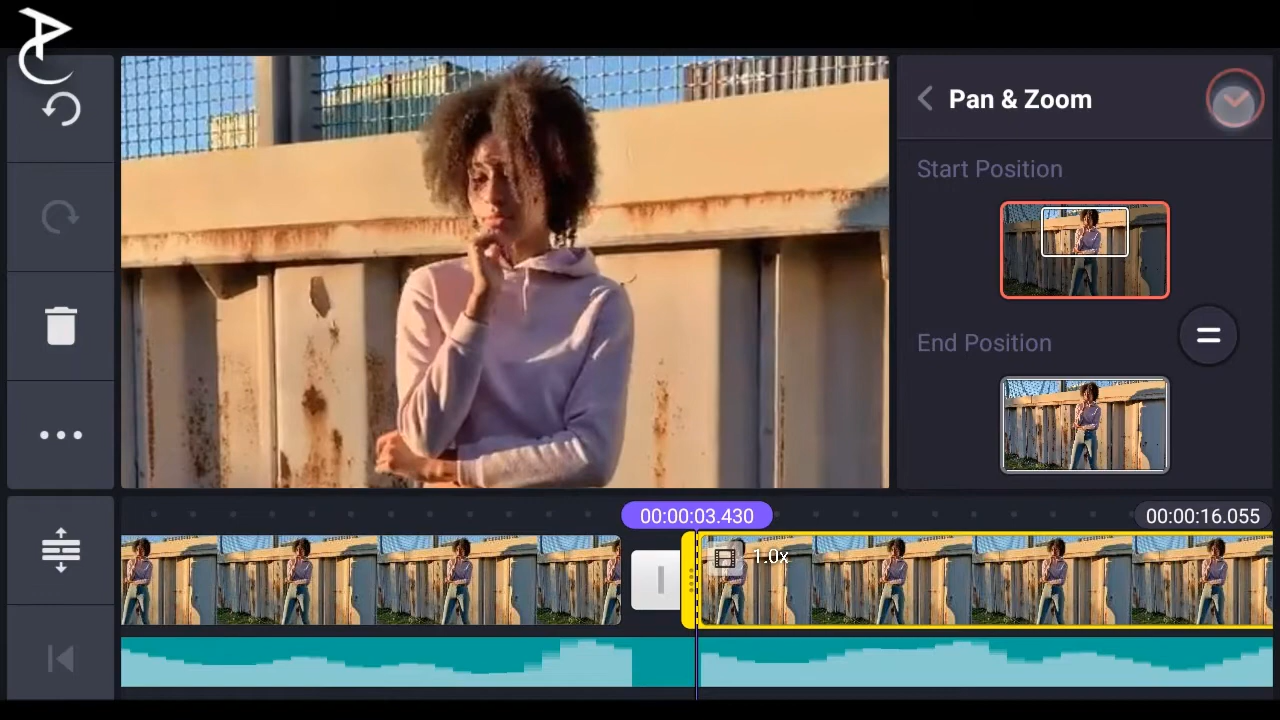 Pan & Zoom
Start Position
End Position
00:00:03.430
00:00:16.055
1.0x